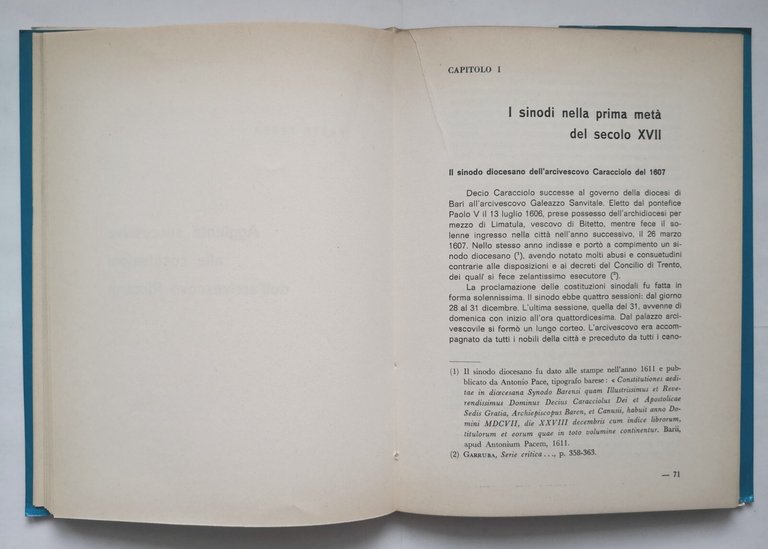 CAPITOLO I
I sinodi nella prima metà
del secolo XVII
Il sinodo diocesano dell'arcivescovo Caracciolo del 1607
Decio Caracciolo successe al governo della diocesi di
Bari all'arcivescovo Galeazzo Sanvitale. Eletto dal pontefice
Paolo V il 13 luglio 1606, prese possesso dell'archidiocesi per
mezzo di Limatula, vescovo di Bitetto, mentre fece il so-
lenne ingresso nella città nell'anno successivo, il 26 marzo
1607. Nello stesso anno indisse e portò a compimento un si-
nodo diocesano (¹), avendo notato molti abusi e consuetudini
contrarie alle disposizioni e ai decreti del Concilio di Trento,
dei quali si fece zelantissimo esecutore (²).
La proclamazione delle costituzioni sinodali fu fatta in
forma solennissima. Il sinodo ebbe quattro sessioni: dal giorno
28 al 31 dicembre. L'ultima sessione, quella del 31, avvenne di
domenica con inizio all'ora quattordicesima. Dal palazzo arci-
vescovile si formò un lungo corteo. L'arcivescovo era accom-
pagnato da tutti i nobili della città e preceduto da tutti i cano-
(1) Il sinodo diocesano fu dato alle stampe nell'anno 1611 e pub-
blicato da Antonio Pace, tipografo barese: « Constitutiones aedi-
tae in dioecesana Synodo Barensi quam Illustrissimus et Reve-
rendissimus Dominus Decius Caracciolus Dei et Apostolicae
Sedis Gratia, Archiepiscopus Baren, et Canusii, habuit anno Do-
mini MDCVII, die XXVIII decembris cum indice librorum,
titulorum et eorum quae in toto volumine continentur. Barii,
apud Antonium Pacem, 1611.
(2) GARRUBA, Serie critica..., p. 358-363.
— 71